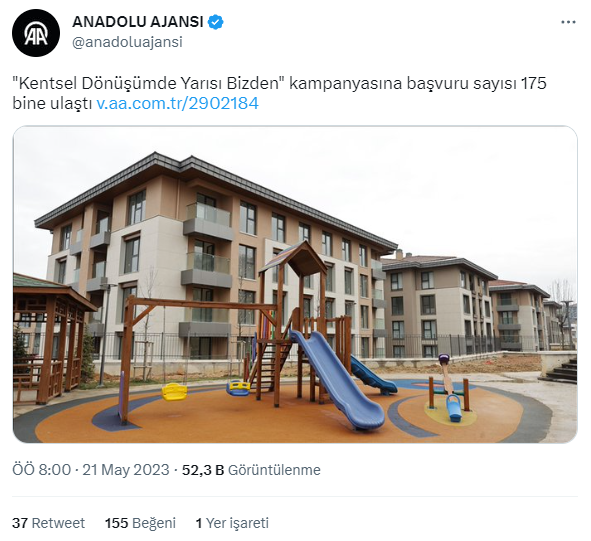 ANADOLU AJANSI
@anadoluajansi
"Kentsel Dönüşümde Yarısı Bizden" kampanyasına başvuru sayısı 175
bine ulaştı v.aa.com.tr/2902184
ÖÖ 8:00 · 21 May 2023 · 52,3 B Görüntülenme
37 Retweet 155 Beğeni 1 Yer işareti